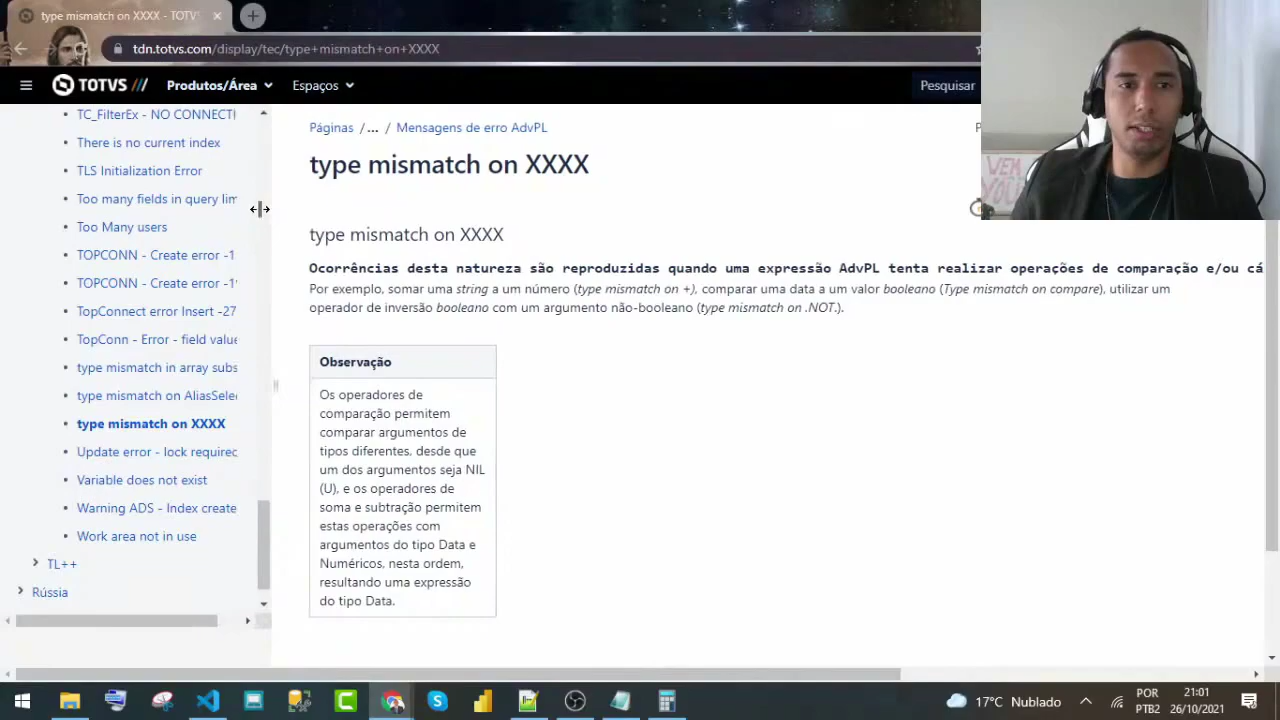 type mismatch on XXXX - TOTVS
tdn.totvs.com/display/tec/type+mismatch+on+XXXX
TOTVS
Produtos/Área
Espaços
Pesquisar
TC_FilterEx - NO CONNECTI
There is no current index
TLS Initialization Error
Too many fields in query lim
Too Many users
TOPCONN - Create error -1
TOPCONN - Create error -1
TopConnect error Insert -27
TopConn - Error - field value
type mismatch in array subs
type mismatch on AliasSelec
type mismatch on XXXX
Update error - lock required
Variable does not exist
Warning ADS - Index create
Work area not in use
TL++
Rússia
Páginas /... / Mensagens de erro AdvPL
type mismatch on XXXX
type mismatch on XXXX
Ocorrências desta natureza são reproduzidas quando uma expressão AdvPL tenta realizar operações de comparação e/ou cá
Por exemplo, somar uma string a um número (type mismatch on +), comparar uma data a um valor booleano (Type mismatch on compare), utilizar um
operador de inversão booleano com um argumento não-booleano (type mismatch on .NOT.).
Observação
Os operadores de
comparação permitem
comparar argumentos de
tipos diferentes, desde que
um dos argumentos seja NIL
(U), e os operadores de
soma e subtração permitem
estas operações com
argumentos do tipo Data e
Numéricos, nesta ordem,
resultando uma expressão
do tipo Data.
VEM
17°C Nublado
POR
PTB2
21:01
26/10/2021